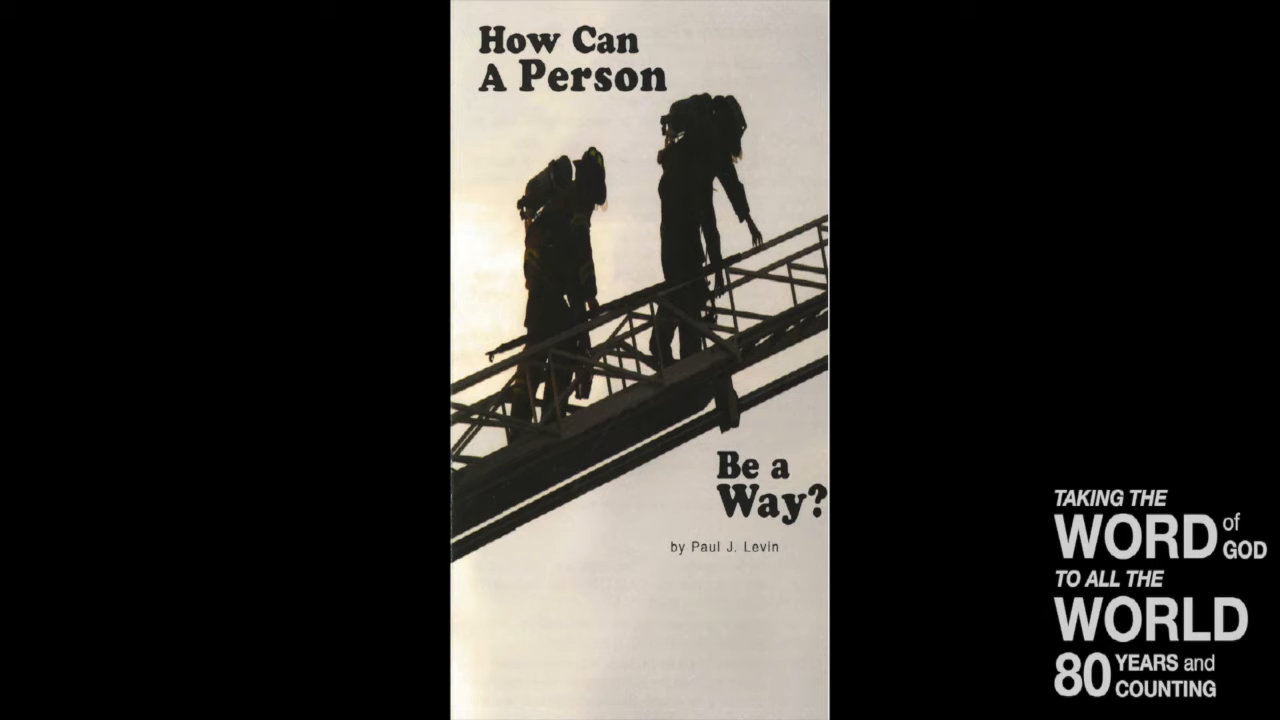 How Can
A Person
Be a
Way?
by Paul J. Levin
TAKING THE
WORD of
GOD
TO ALL THE
WORLD
80 YEARS and
COUNTING